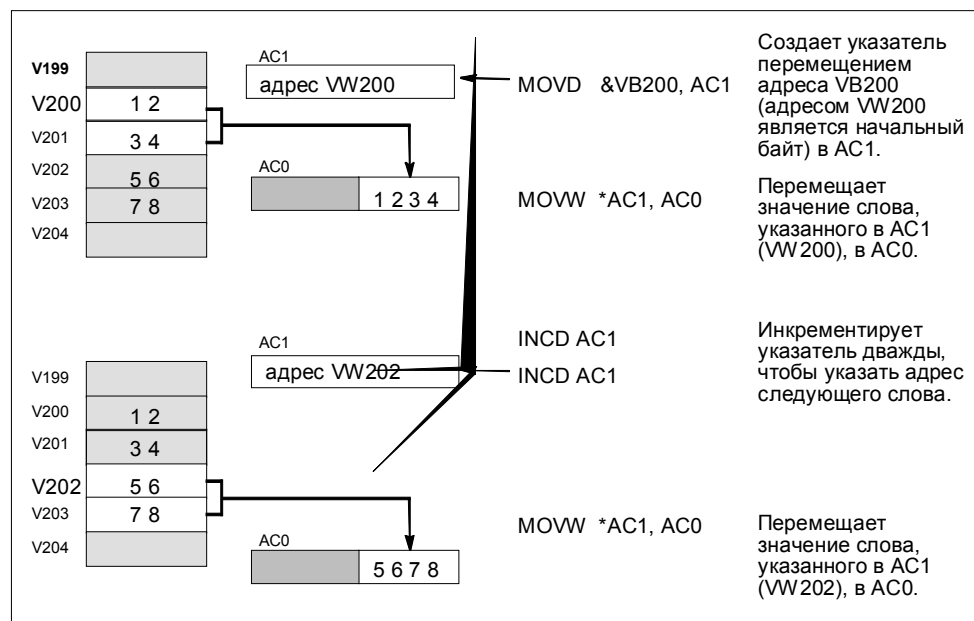 V199
V200
V201
V202
V203
V204
1 2
3 4
5 6
7 8
AC1
адрес VW200
AC0
1 2 3 4
MOVD &VB200, AC1
Создает указатель
перемещением
адреса VB200
(адресом VW200
является начальный
байт) в AC1.
MOVW *AC1, AC0
Перемещает
значение слова,
указанного в AC1
(VW200), в AC0.
V199
V200
V201
V202
V203
V204
1 2
3 4
5 6
7 8
AC1
адрес VW202
INCD AC1
INCD AC1
Инкрементирует
указатель дважды,
чтобы указать адрес
следующего слова.
AC0
5 6 7 8
MOVW *AC1, AC0
Перемещает
значение слова,
указанного в AC1
(VW202), в AC0.